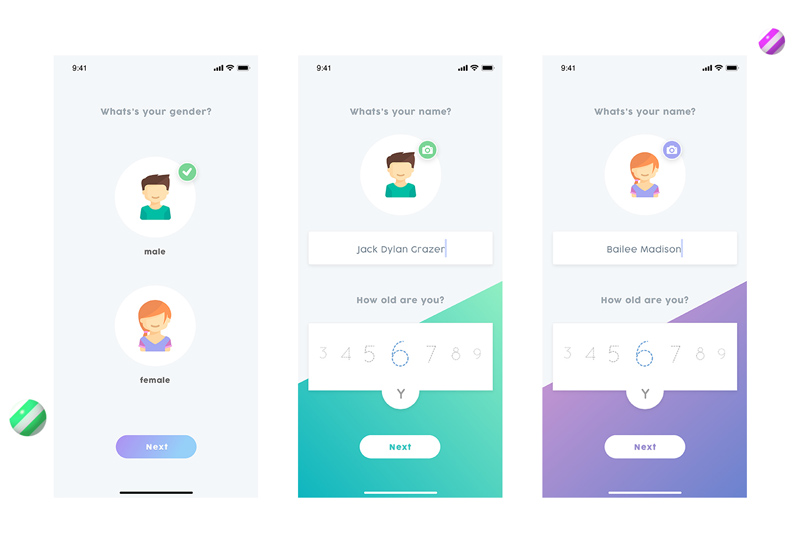 9:41
Whats's your gender?
male
female
Next
9:41
Whats's your name?
Jack Dylan Grazer
How old are you?
3 4 5 6 7 8 9
Y
Next
9:41
Whats's your name?
Bailee Madison
How old are you?
3 4 5 6 7 8 9
Y
Next